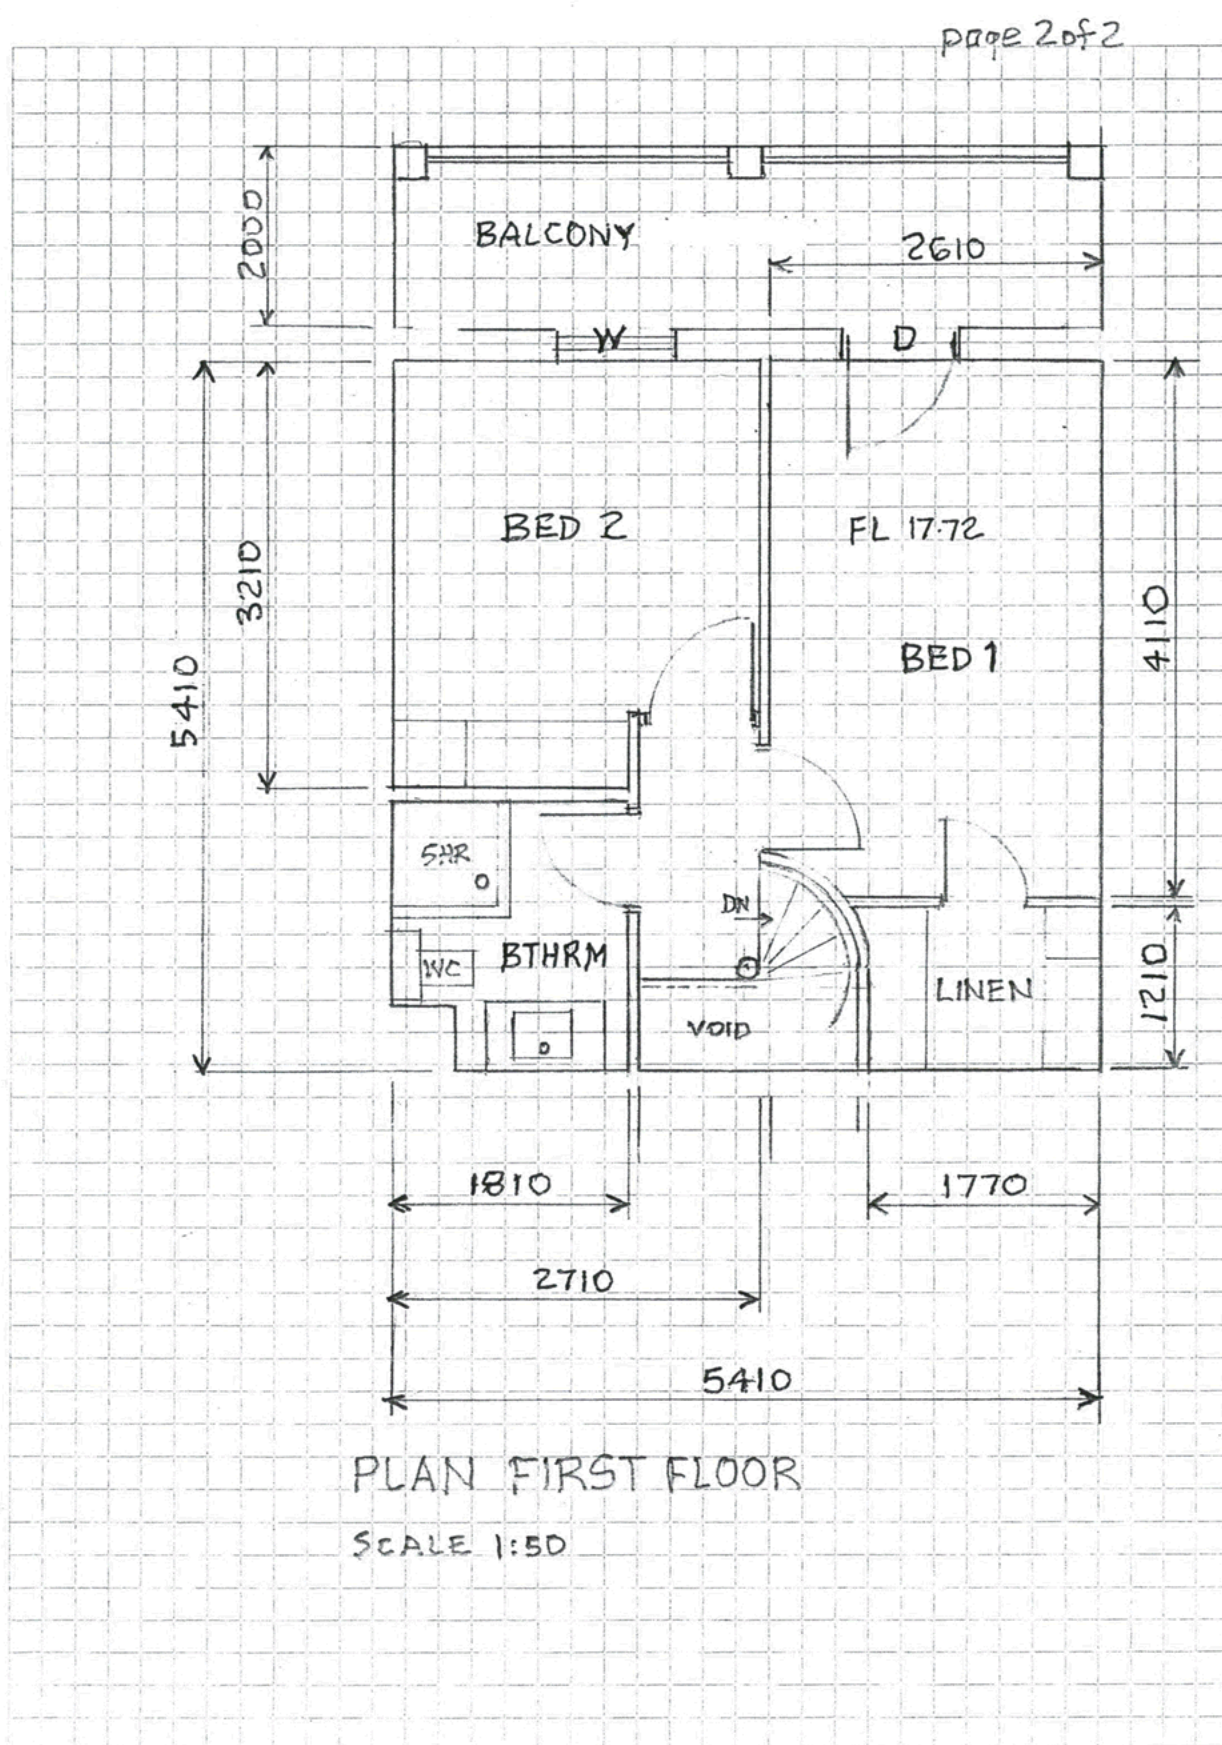 page 2 of 2
2000
BALCONY
2610
W
D
BED 2
FL 17.72
3210
4110
BED 1
5410
SHR
DN
WC
BTHRM
LINEN
1210
VOID
1810
1770
2710
5410
PLAN FIRST FLOOR
SCALE 1:50